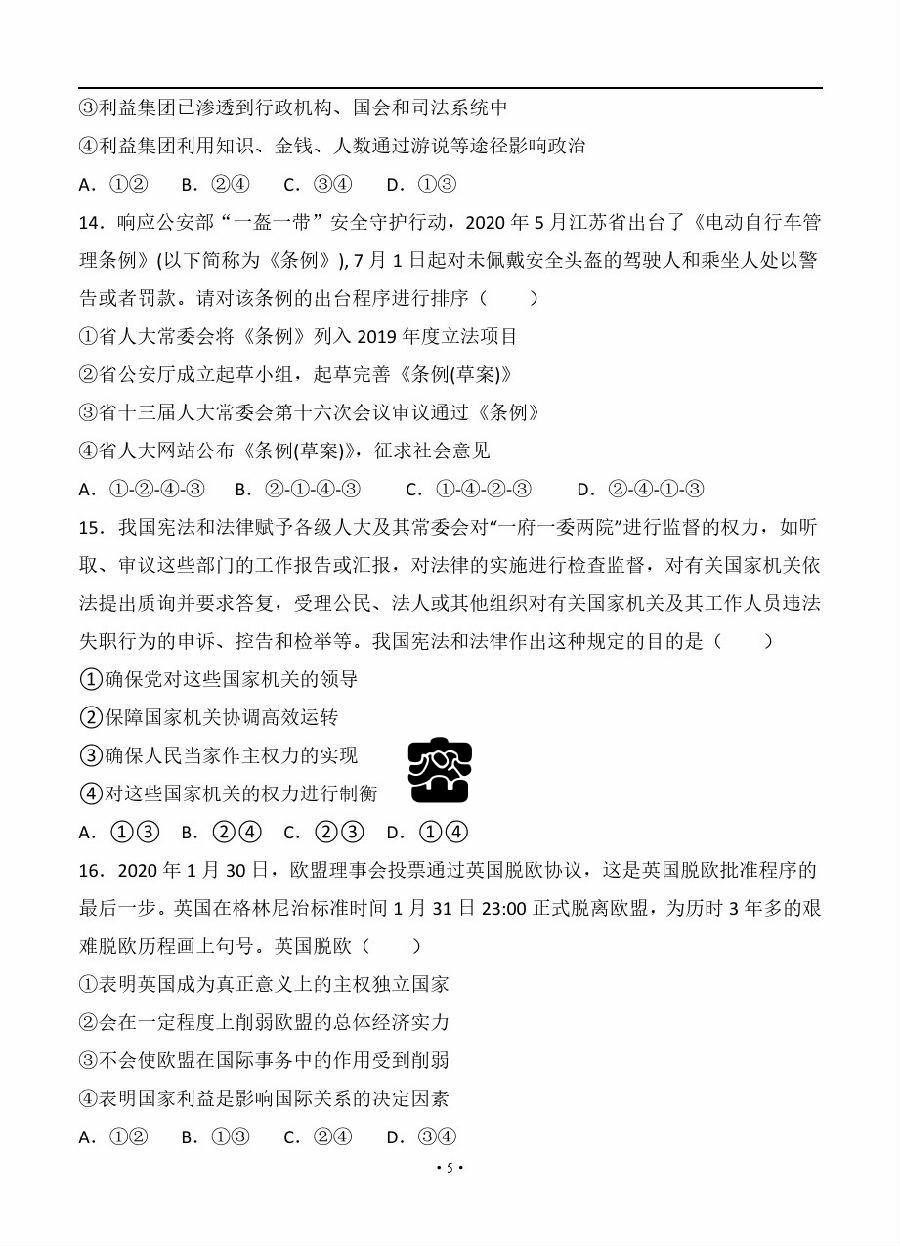 ③利益集团已渗透到行政机构、国会和司法系统中
④利益集团利用知识、金钱、人数通过游说等途径影响政治
A．①② B．②④ C．③④ D．①③
14．响应公安部“一盔一带”安全守护行动，2020 年 5 月江苏省出台了《电动自行车管
理条例》(以下简称为《条例》), 7 月 1 日起对未佩戴安全头盔的驾驶人和乘坐人处以警
告或者罚款。请对该条例的出台程序进行排序（　　）
①省人大常委会将《条例》列入 2019 年度立法项目
②省公安厅成立起草小组，起草完善《条例(草案)》
③省十三届人大常委会第十六次会议审议通过《条例》
④省人大网站公布《条例(草案)》，征求社会意见
A．①-②-④-③ B．②-①-④-③ C．①-④-②-③ D．②-④-①-③
15．我国宪法和法律赋予各级人大及其常委会对“一府一委两院”进行监督的权力，如听
取、审议这些部门的工作报告或汇报，对法律的实施进行检查监督，对有关国家机关依
法提出质询并要求答复，受理公民、法人或其他组织对有关国家机关及其工作人员违法
失职行为的申诉、控告和检举等。我国宪法和法律作出这种规定的目的是（　　）
①确保党对这些国家机关的领导
②保障国家机关协调高效运转
③确保人民当家作主权力的实现
④对这些国家机关的权力进行制衡
A．①③ B．②④ C．②③ D．①④
16．2020 年 1 月 30 日，欧盟理事会投票通过英国脱欧协议，这是英国脱欧批准程序的
最后一步。英国在格林尼治标准时间 1 月 31 日 23:00 正式脱离欧盟，为历时 3 年多的艰
难脱欧历程画上句号。英国脱欧（　　）
①表明英国成为真正意义上的主权独立国家
②会在一定程度上削弱欧盟的总体经济实力
③不会使欧盟在国际事务中的作用受到削弱
④表明国家利益是影响国际关系的决定因素
A．①② B．①③ C．②④ D．③④
• 5 •